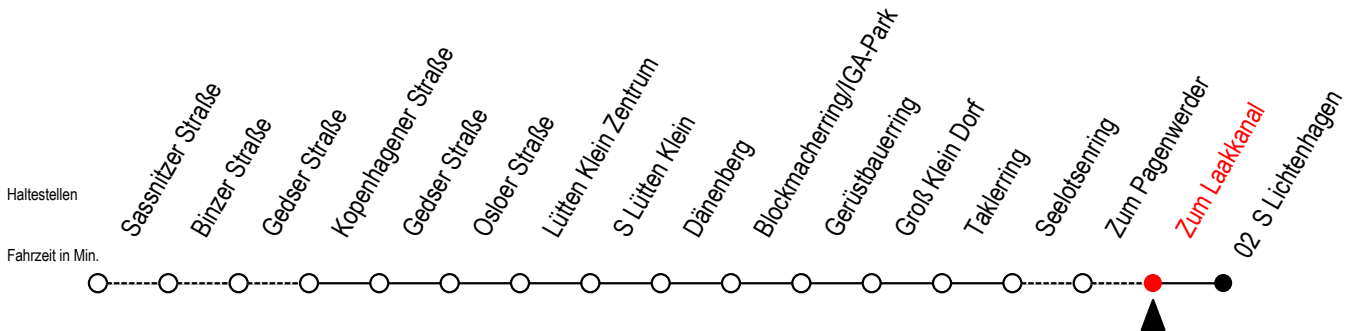 Haltestellen
Sassnitzer Straße
Binzer Straße
Gedser Straße
Kopenhagener Straße
Gedser Straße
Osloer Straße
Lütten Klein Zentrum
S Lütten Klein
Dänenberg
Blockmacherring/IGA-Park
Gerüstbauerring
Groß Klein Dorf
Taklerring
Seelotsenring
Zum Pagenwerder
Zum Laakkanal
02 S Lichtenhagen
Fahrzeit in Min.